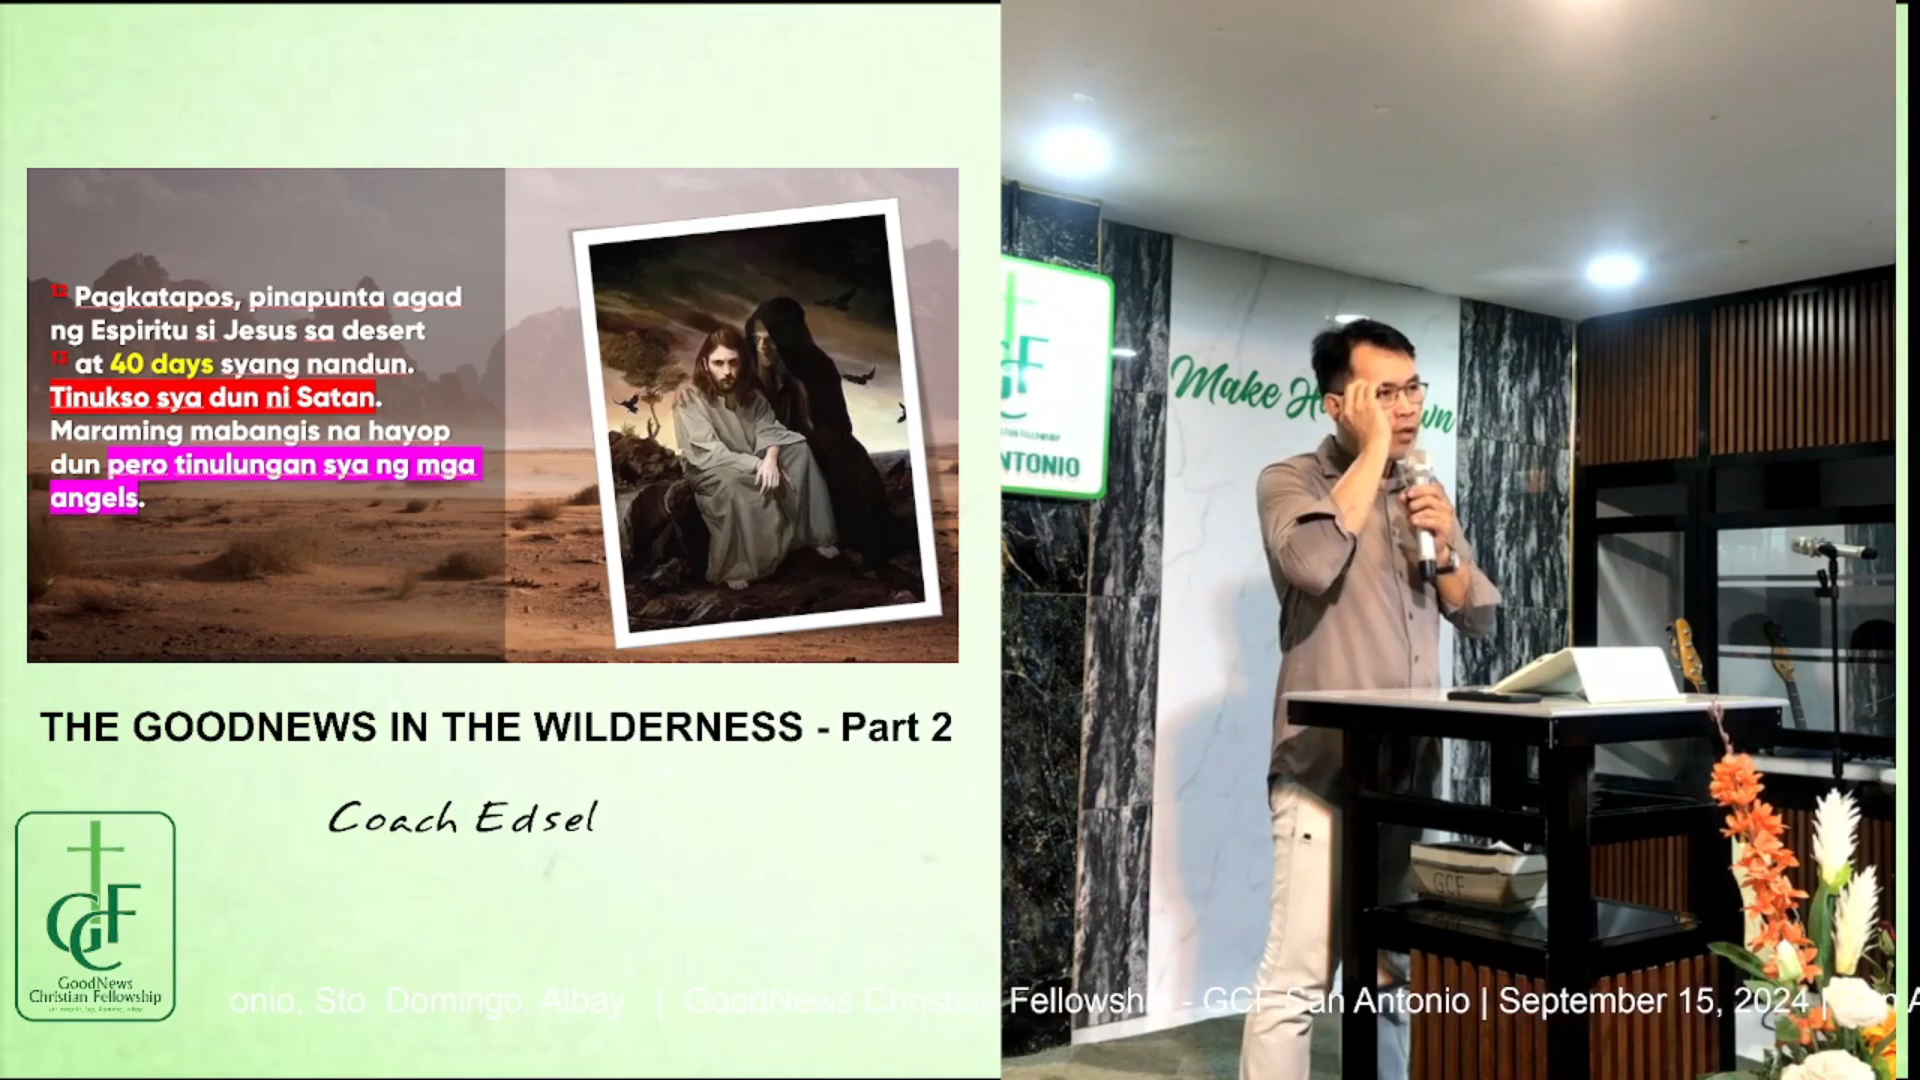 12 Pagkatapos, pinapunta agad
ng Espiritu si Jesus sa desert
13 at 40 days syang nandun.
Tinukso sya dun ni Satan.
Maraming mabangis na hayop
dun pero tinulungan sya ng mga
angels.
THE GOODNEWS IN THE WILDERNESS - Part 2
Coach Edsel
GCF
GoodNews
Christian Fellowship
onio, Sto. Domingo, Albay | GoodNews Christian Fellowship - GCF San Antonio | September 15, 2024 |
GCF
NTONIO
Make H wn
GCF